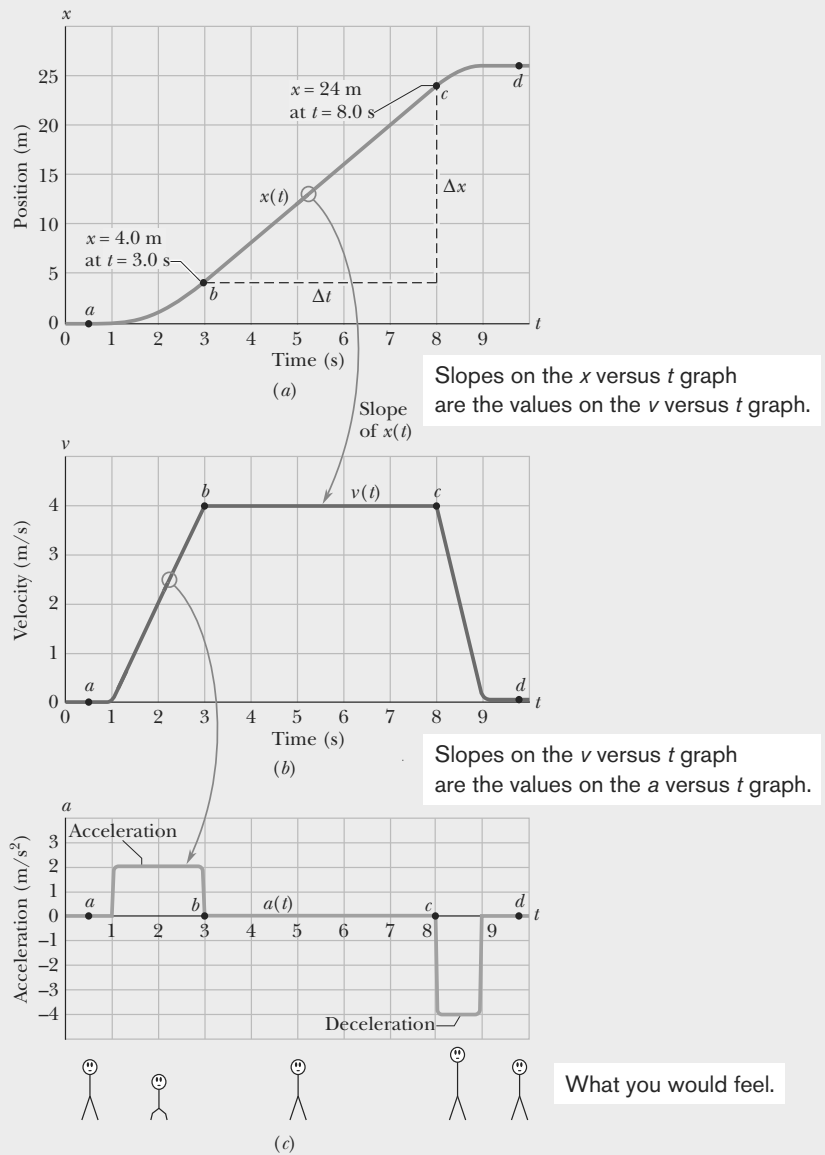 x
25
20
15
10
5
0
Position (m)
x = 24 m
at t = 8.0 s
c
d
x(t)
Δx
x = 4.0 m
at t = 3.0 s
b
Δt
a
0 1 2 3 4 5 6 7 8 9 t
Time (s)
(a)
Slopes on the x versus t graph
are the values on the v versus t graph.
Slope
of x(t)
v
4
3
2
1
0
Velocity (m/s)
b
v(t)
c
a
d
0 1 2 3 4 5 6 7 8 9 t
Time (s)
(b)
Slopes on the v versus t graph
are the values on the a versus t graph.
a
3
2
1
0
−1
−2
−3
−4
Acceleration (m/s²)
Acceleration
a
b
a(t)
c
d
1 2 3 4 5 6 7 8 9 t
Deceleration
What you would feel.
(c)